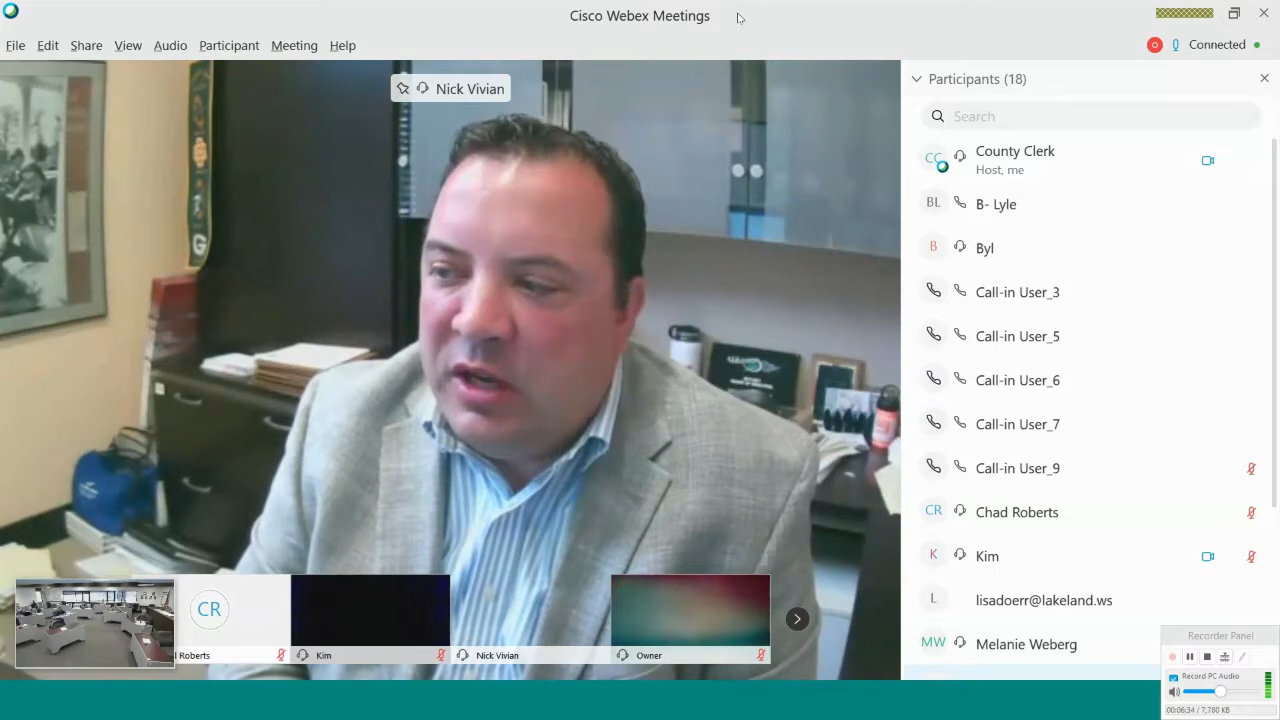 Cisco Webex Meetings
File Edit Share View Audio Participant Meeting Help
Connected
Nick Vivian
Participants (18)
Search
CC County Clerk
Host, me
BL B- Lyle
B Byl
Call-in User_3
Call-in User_5
Call-in User_6
Call-in User_7
Call-in User_9
CR Chad Roberts
K Kim
L lisadoerr@lakeland.ws
MW Melanie Weberg
G
CR
l Roberts
Kim
Nick Vivian
Owner
Recorder Panel
Record PC Audio
00:06:34 / 7,780 KB